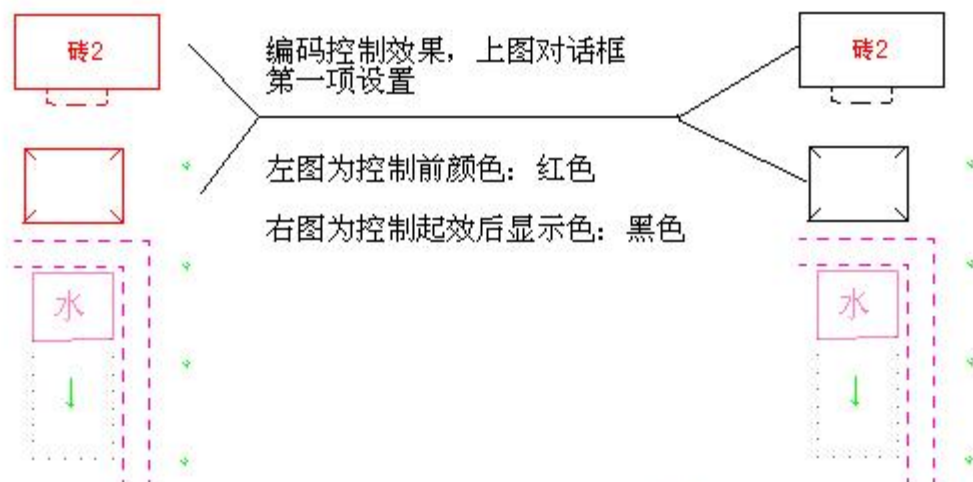 砖2
编码控制效果，上图对话框
第一项设置
砖2
左图为控制前颜色：红色
右图为控制起效后显示色：黑色
水
水